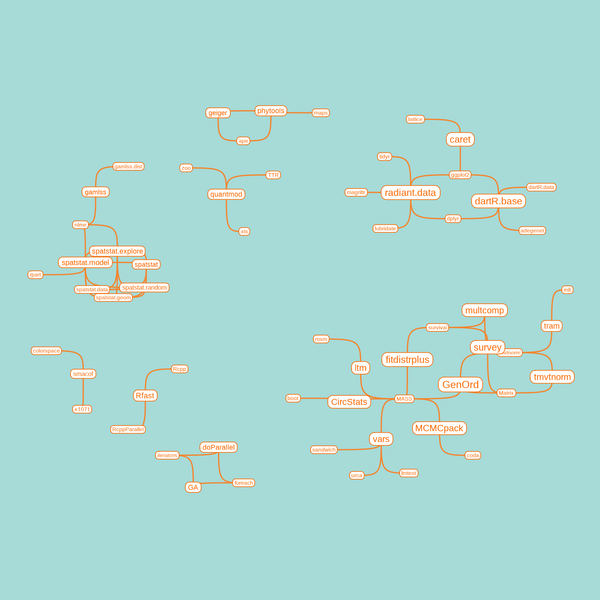 geiger
phytools
maps
ape
lattice
caret
tidyr
ggplot2
magrittr
radiant.data
dartR.base
dartR.data
lubridate
dplyr
adegenet
gamlss.dist
gamlss
nlme
zoo
TTR
quantmod
xts
spatstat.explore
spatstat.model
spatstat
rpart
spatstat.data
spatstat.random
spatstat.geom
mlt
multcomp
survival
tram
msm
survey
mvtnorm
fitdistrplus
ltm
GenOrd
tmvtnorm
Matrix
boot
CircStats
MASS
MCMCpack
vars
sandwich
coda
urca
lmtest
colorspace
smacof
e1071
Rcpp
Rfast
RcppParallel
doParallel
iterators
GA
foreach